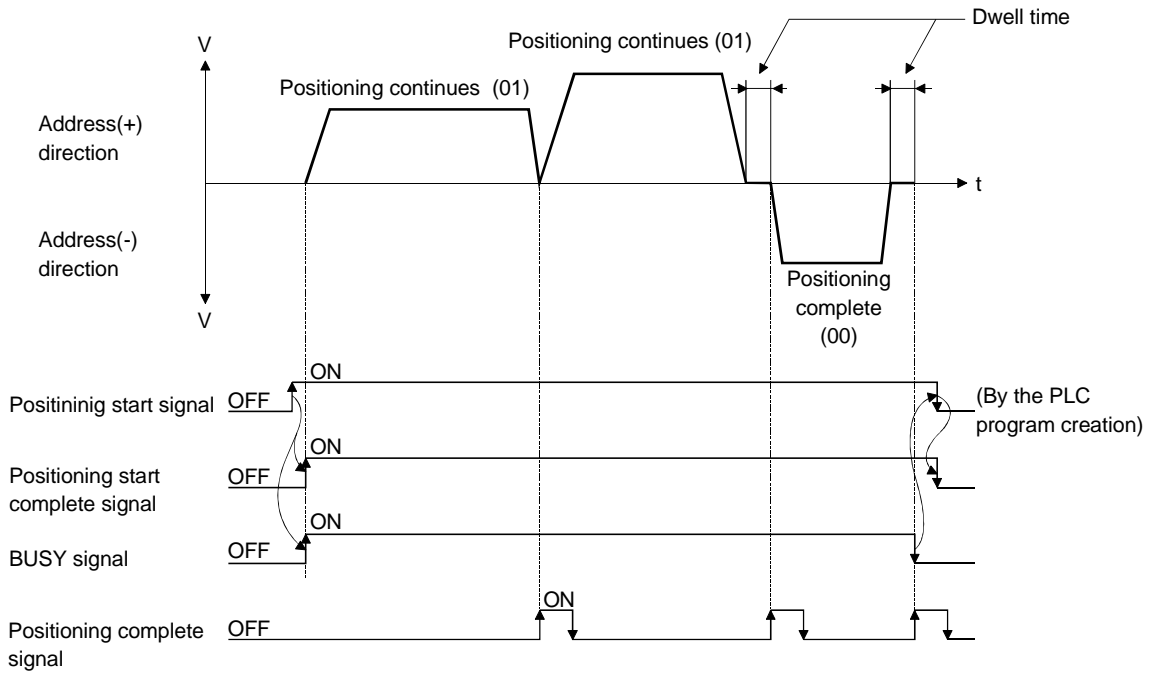 Dwell time
V
Positioning continues (01)
Positioning continues (01)
Address(+)
direction
t
Address(-)
direction
Positioning
complete
(00)
V
ON
Positininig start signal
OFF
(By the PLC
program creation)
ON
Positioning start
complete signal
OFF
ON
BUSY signal
OFF
ON
Positioning complete
signal
OFF